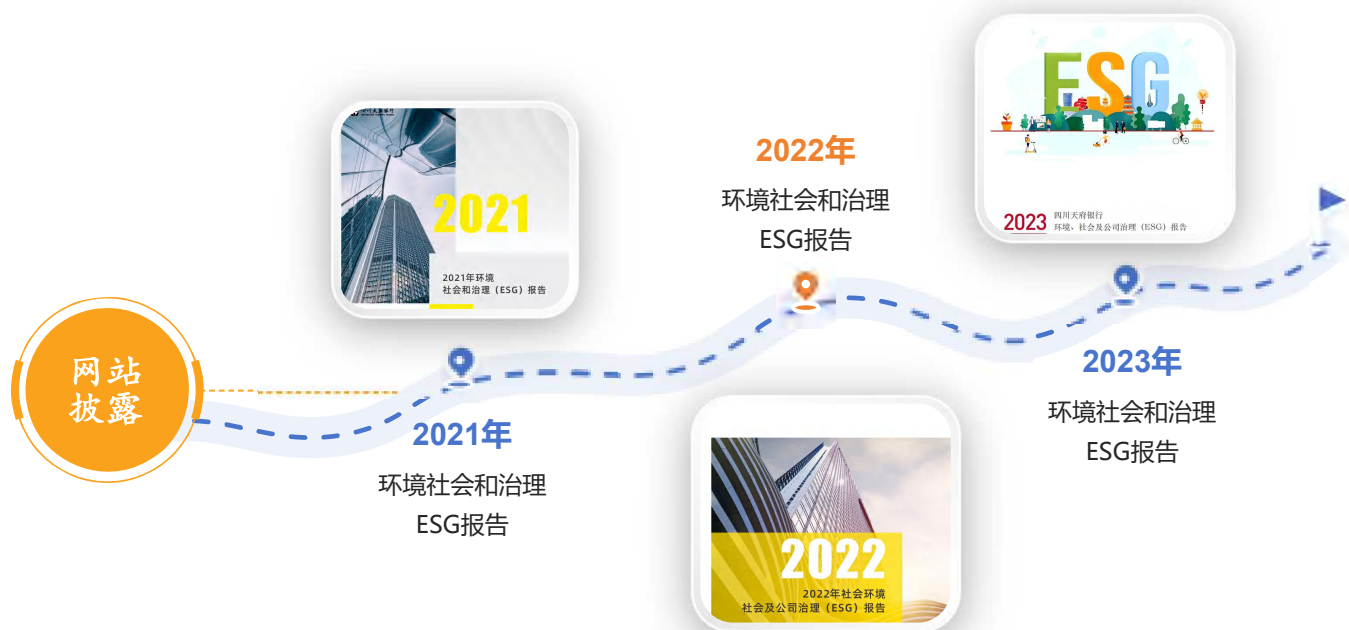 网站
披露
2021
2021年环境
社会和治理（ESG）报告
2021年
环境社会和治理
ESG报告
2022年
环境社会和治理
ESG报告
2022
2022年社会环境
社会及公司治理（ESG）报告
ESG
2023 四川天府银行
环境、社会及公司治理（ESG）报告
2023年
环境社会和治理
ESG报告